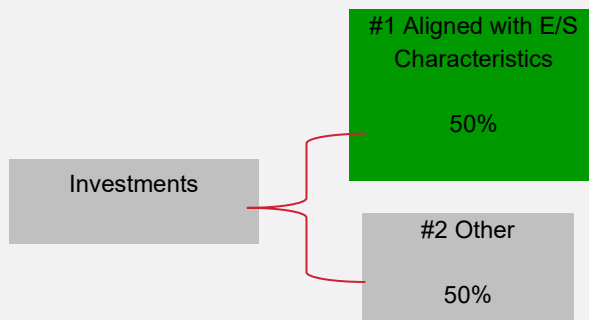 #1 Aligned with E/S
Characteristics
50%
Investments
#2 Other
50%